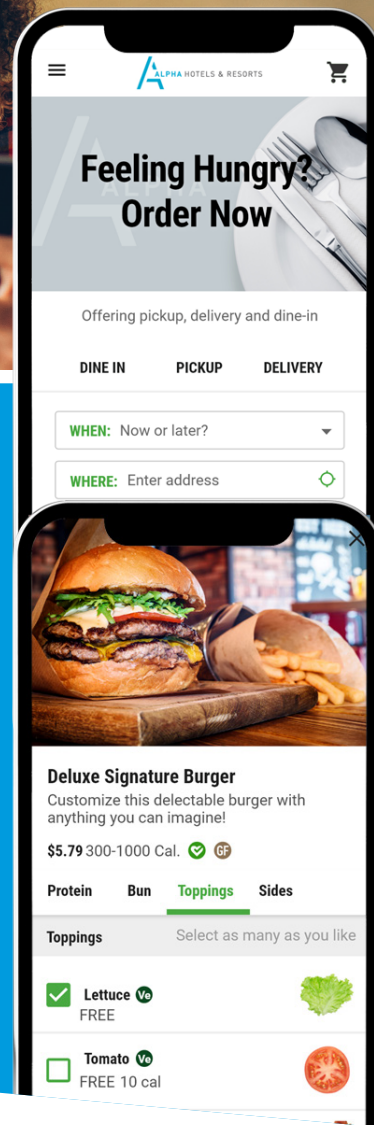 ALPHA HOTELS & RESORTS
Feeling Hungry?
Order Now
ALPHA
Offering pickup, delivery and dine-in
DINE IN PICKUP DELIVERY
WHEN: Now or later?
WHERE: Enter address
Deluxe Signature Burger
Customize this delectable burger with
anything you can imagine!
$5.79 300-1000 Cal. GF
Protein Bun Toppings Sides
Toppings Select as many as you like
Lettuce Ve
FREE
Tomato Ve
FREE 10 cal